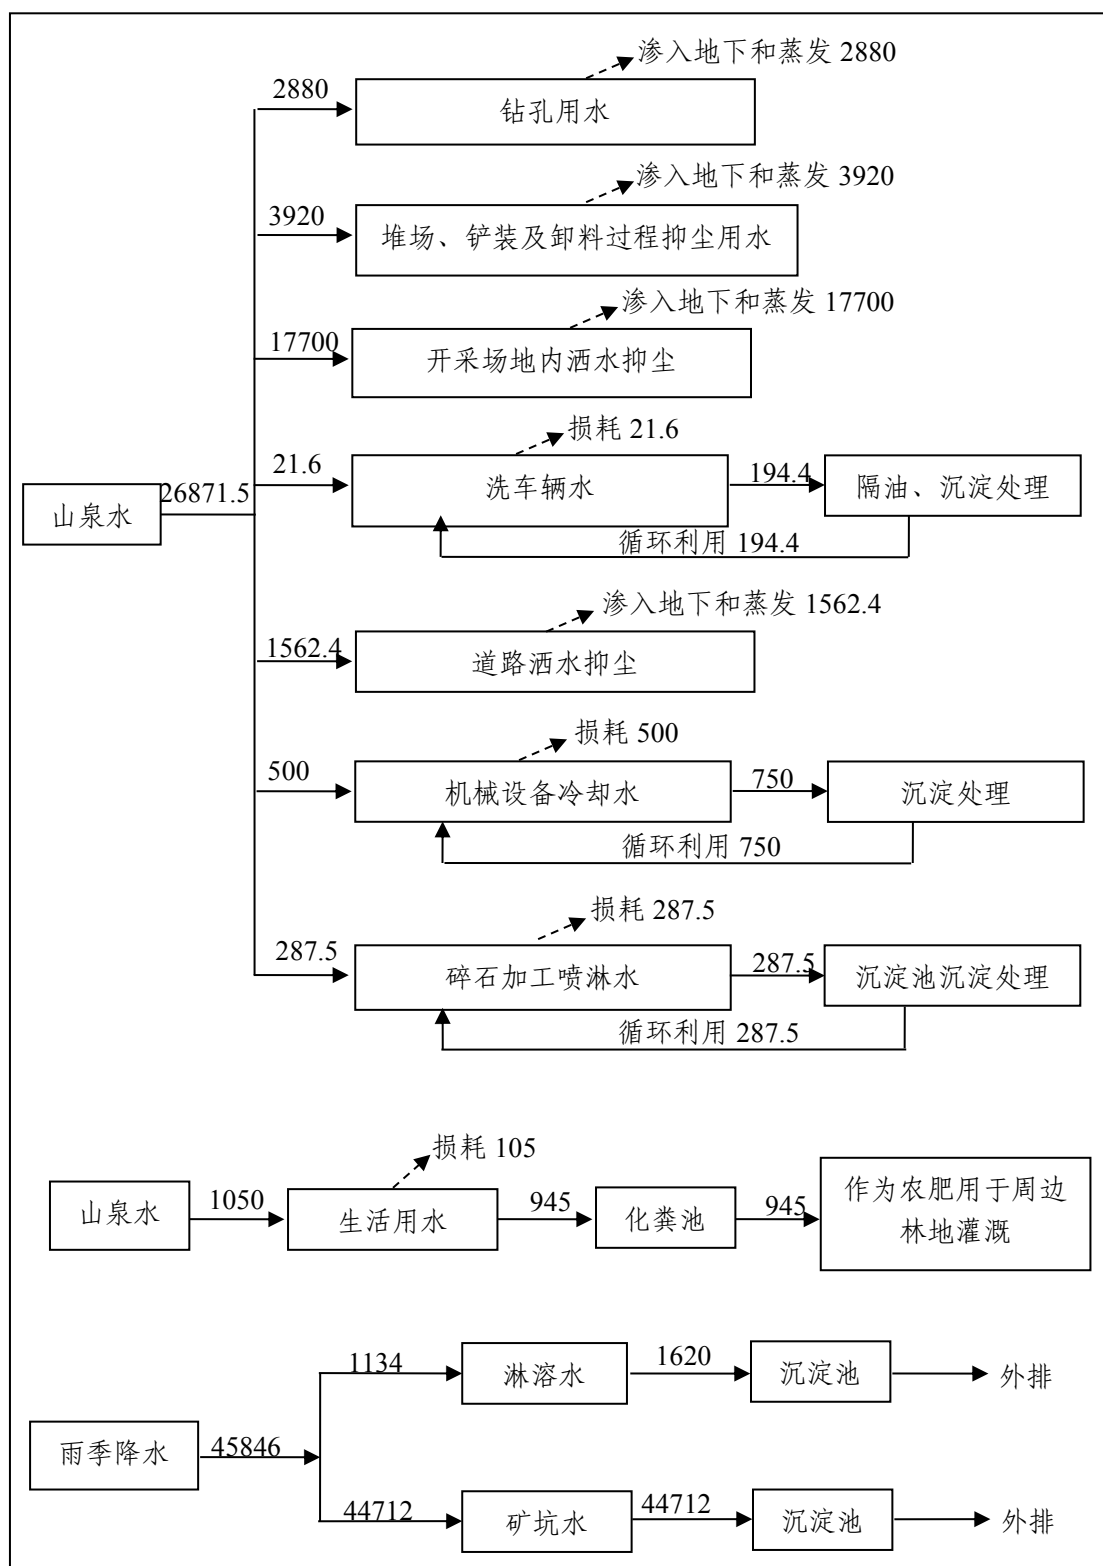 渗入地下和蒸发 2880
2880
钻孔用水
渗入地下和蒸发 3920
3920
堆场、铲装及卸料过程抑尘用水
渗入地下和蒸发 17700
17700
开采场地内洒水抑尘
损耗 21.6
21.6
洗车辆水
194.4
隔油、沉淀处理
山泉水
26871.5
循环利用 194.4
渗入地下和蒸发 1562.4
1562.4
道路洒水抑尘
损耗 500
500
机械设备冷却水
750
沉淀处理
循环利用 750
损耗 287.5
287.5
碎石加工喷淋水
287.5
沉淀池沉淀处理
循环利用 287.5
损耗 105
山泉水
1050
生活用水
945
化粪池
945
作为农肥用于周边
林地灌溉
1134
淋溶水
1620
沉淀池
外排
雨季降水
45846
44712
矿坑水
44712
沉淀池
外排